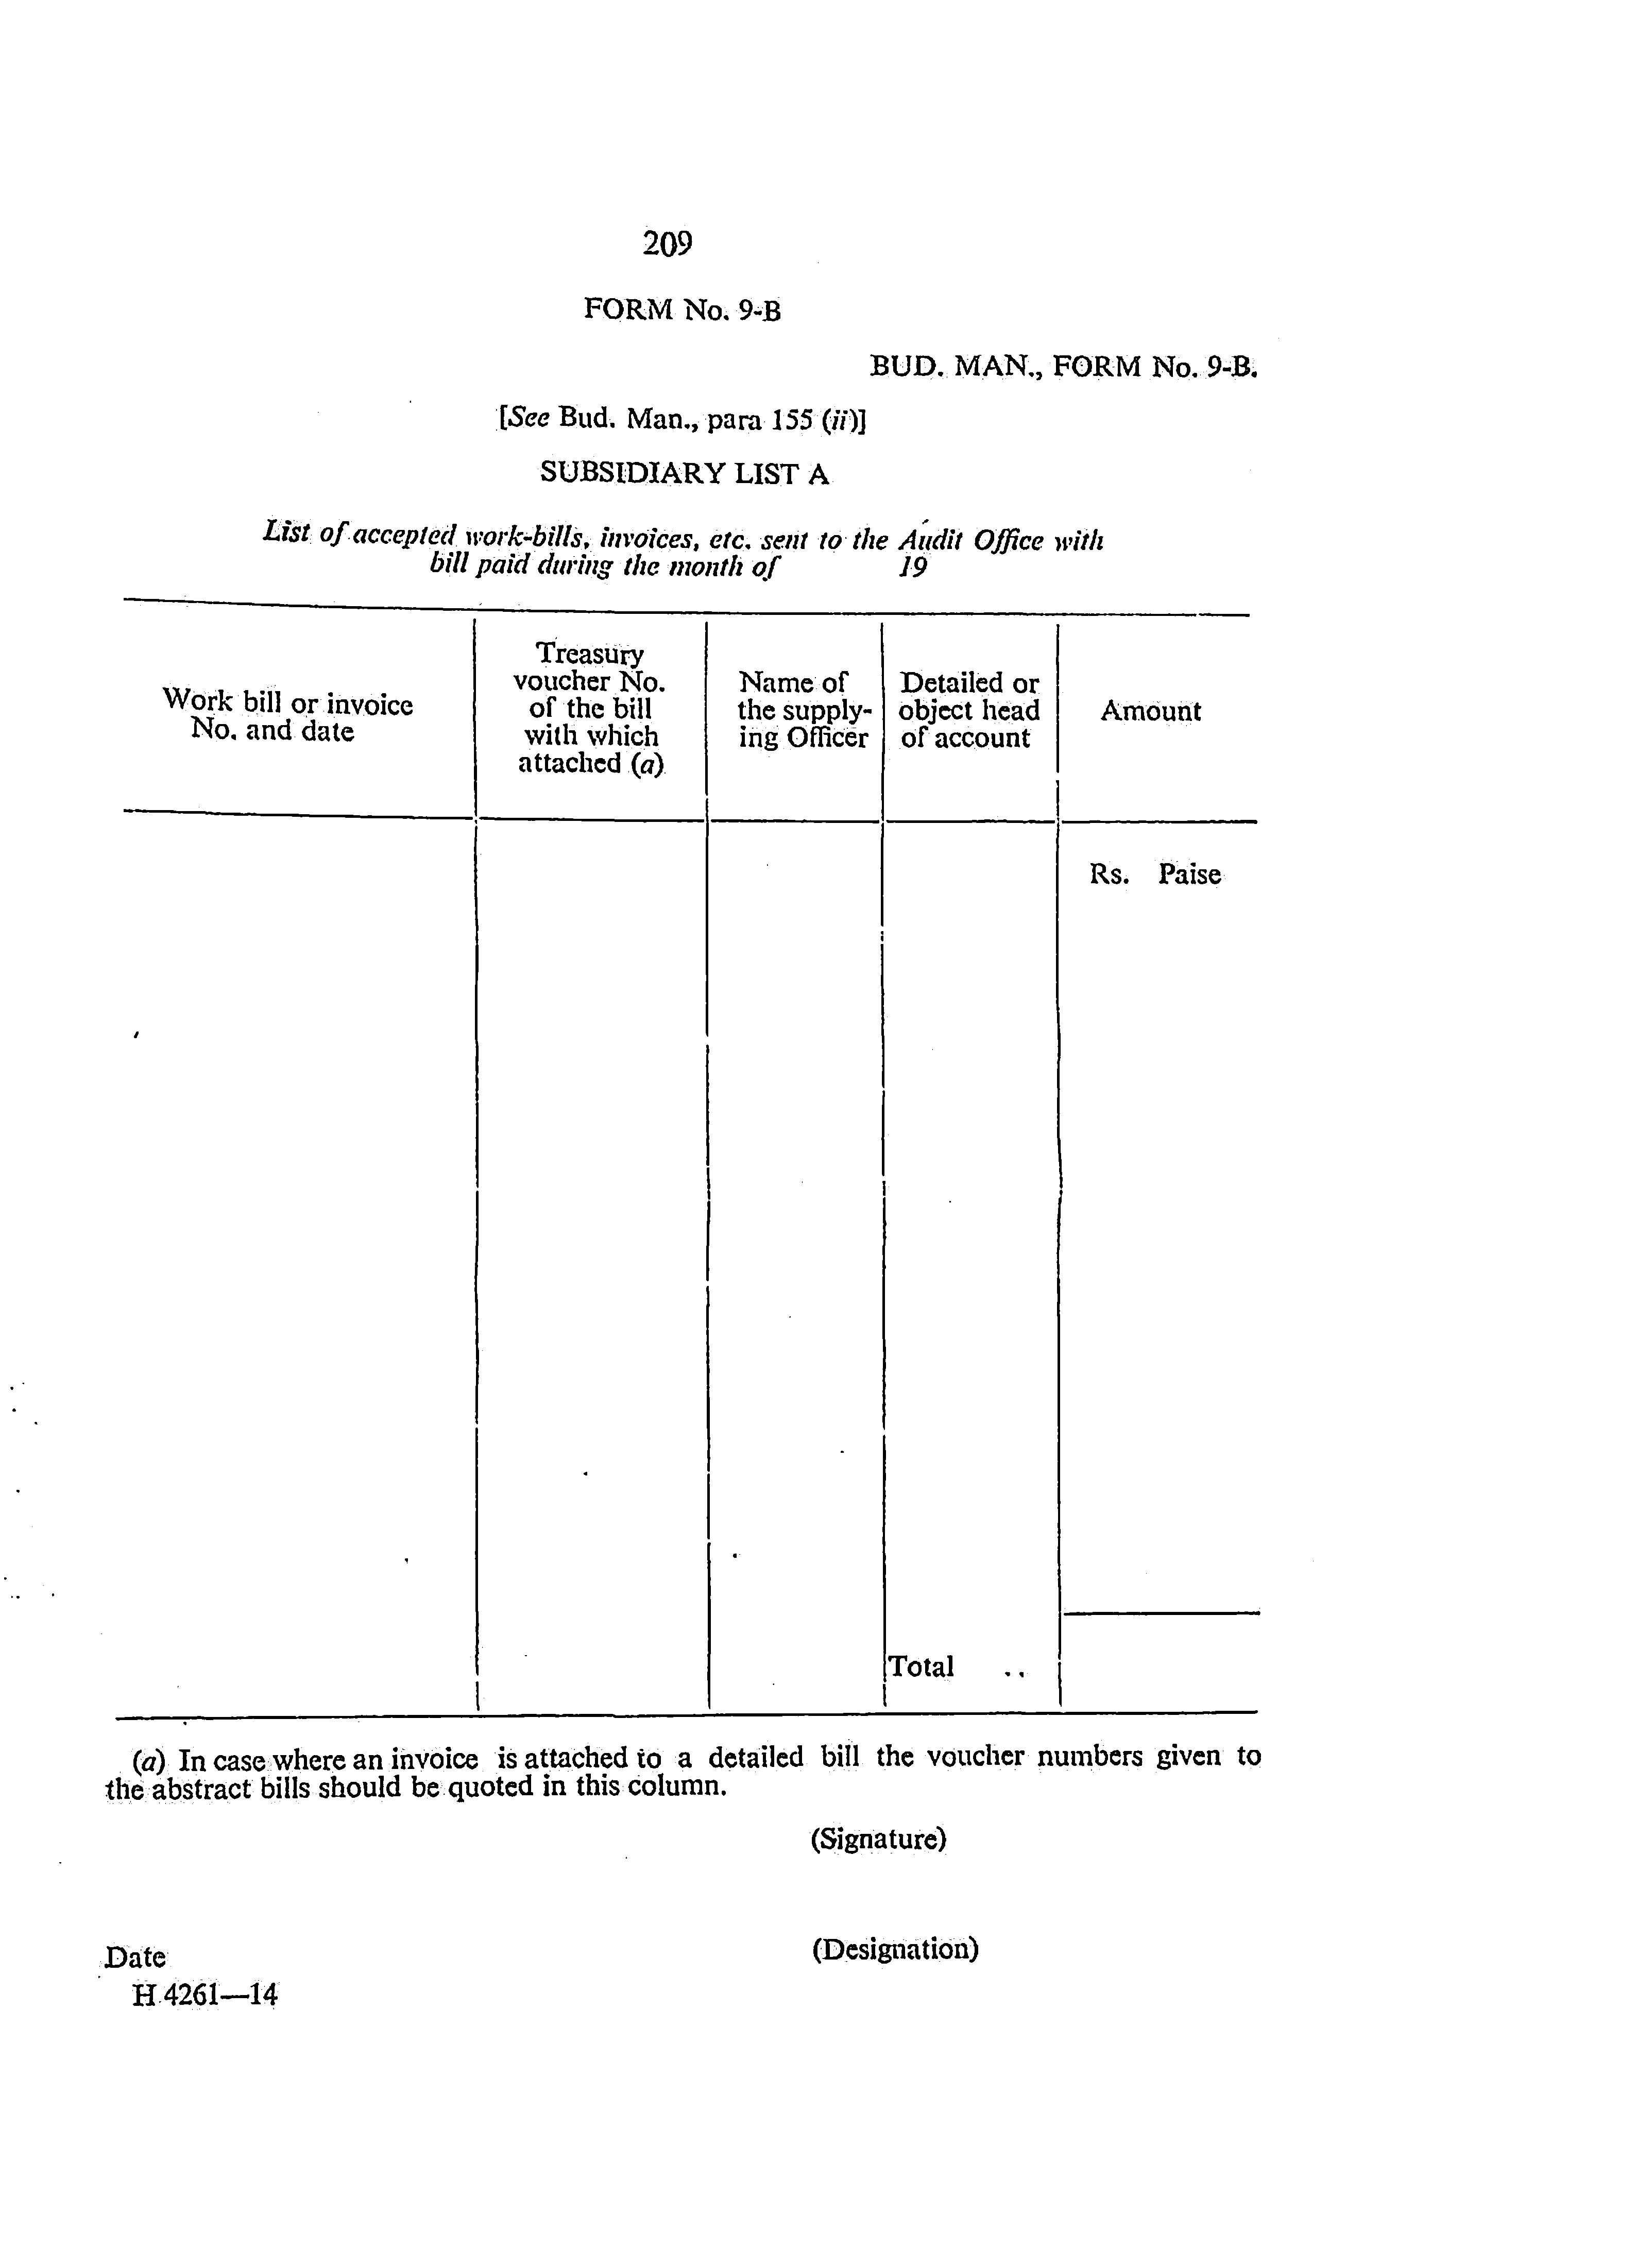 209
FORM No. 9-B
BUD. MAN., FORM No. 9-B.
[See Bud. Man., para 155 (ii)]
SUBSIDIARY LIST A
List of accepted work-bills, invoices, etc. sent to the Audit Office with
bill paid during the month of 19
Work bill or invoice
No. and date
Treasury
voucher No.
of the bill
with which
attached (a)
Name of
the supply-
ing Officer
Detailed or
object head
of account
Amount
Rs. Paise
Total ..
(a) In case where an invoice is attached to a detailed bill the voucher numbers given to
the abstract bills should be quoted in this column.
(Signature)
(Designation)
Date
H 4261—14